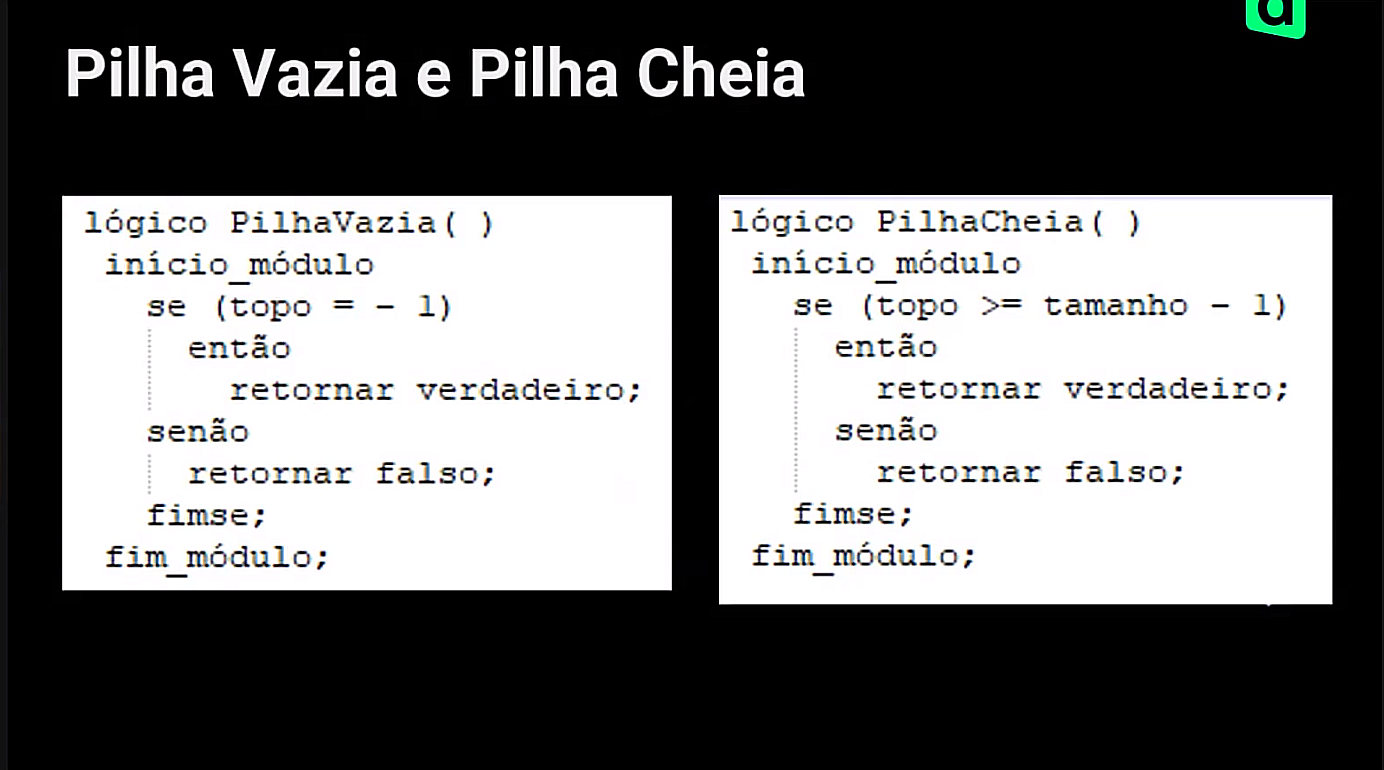 Pilha Vazia e Pilha Cheia
lógico PilhaVazia( )
início_módulo
se (topo = - 1)
então
retornar verdadeiro;
senão
retornar falso;
fimse;
fim_módulo;
lógico PilhaCheia( )
início_módulo
se (topo >= tamanho - 1)
então
retornar verdadeiro;
senão
retornar falso;
fimse;
fim_módulo;